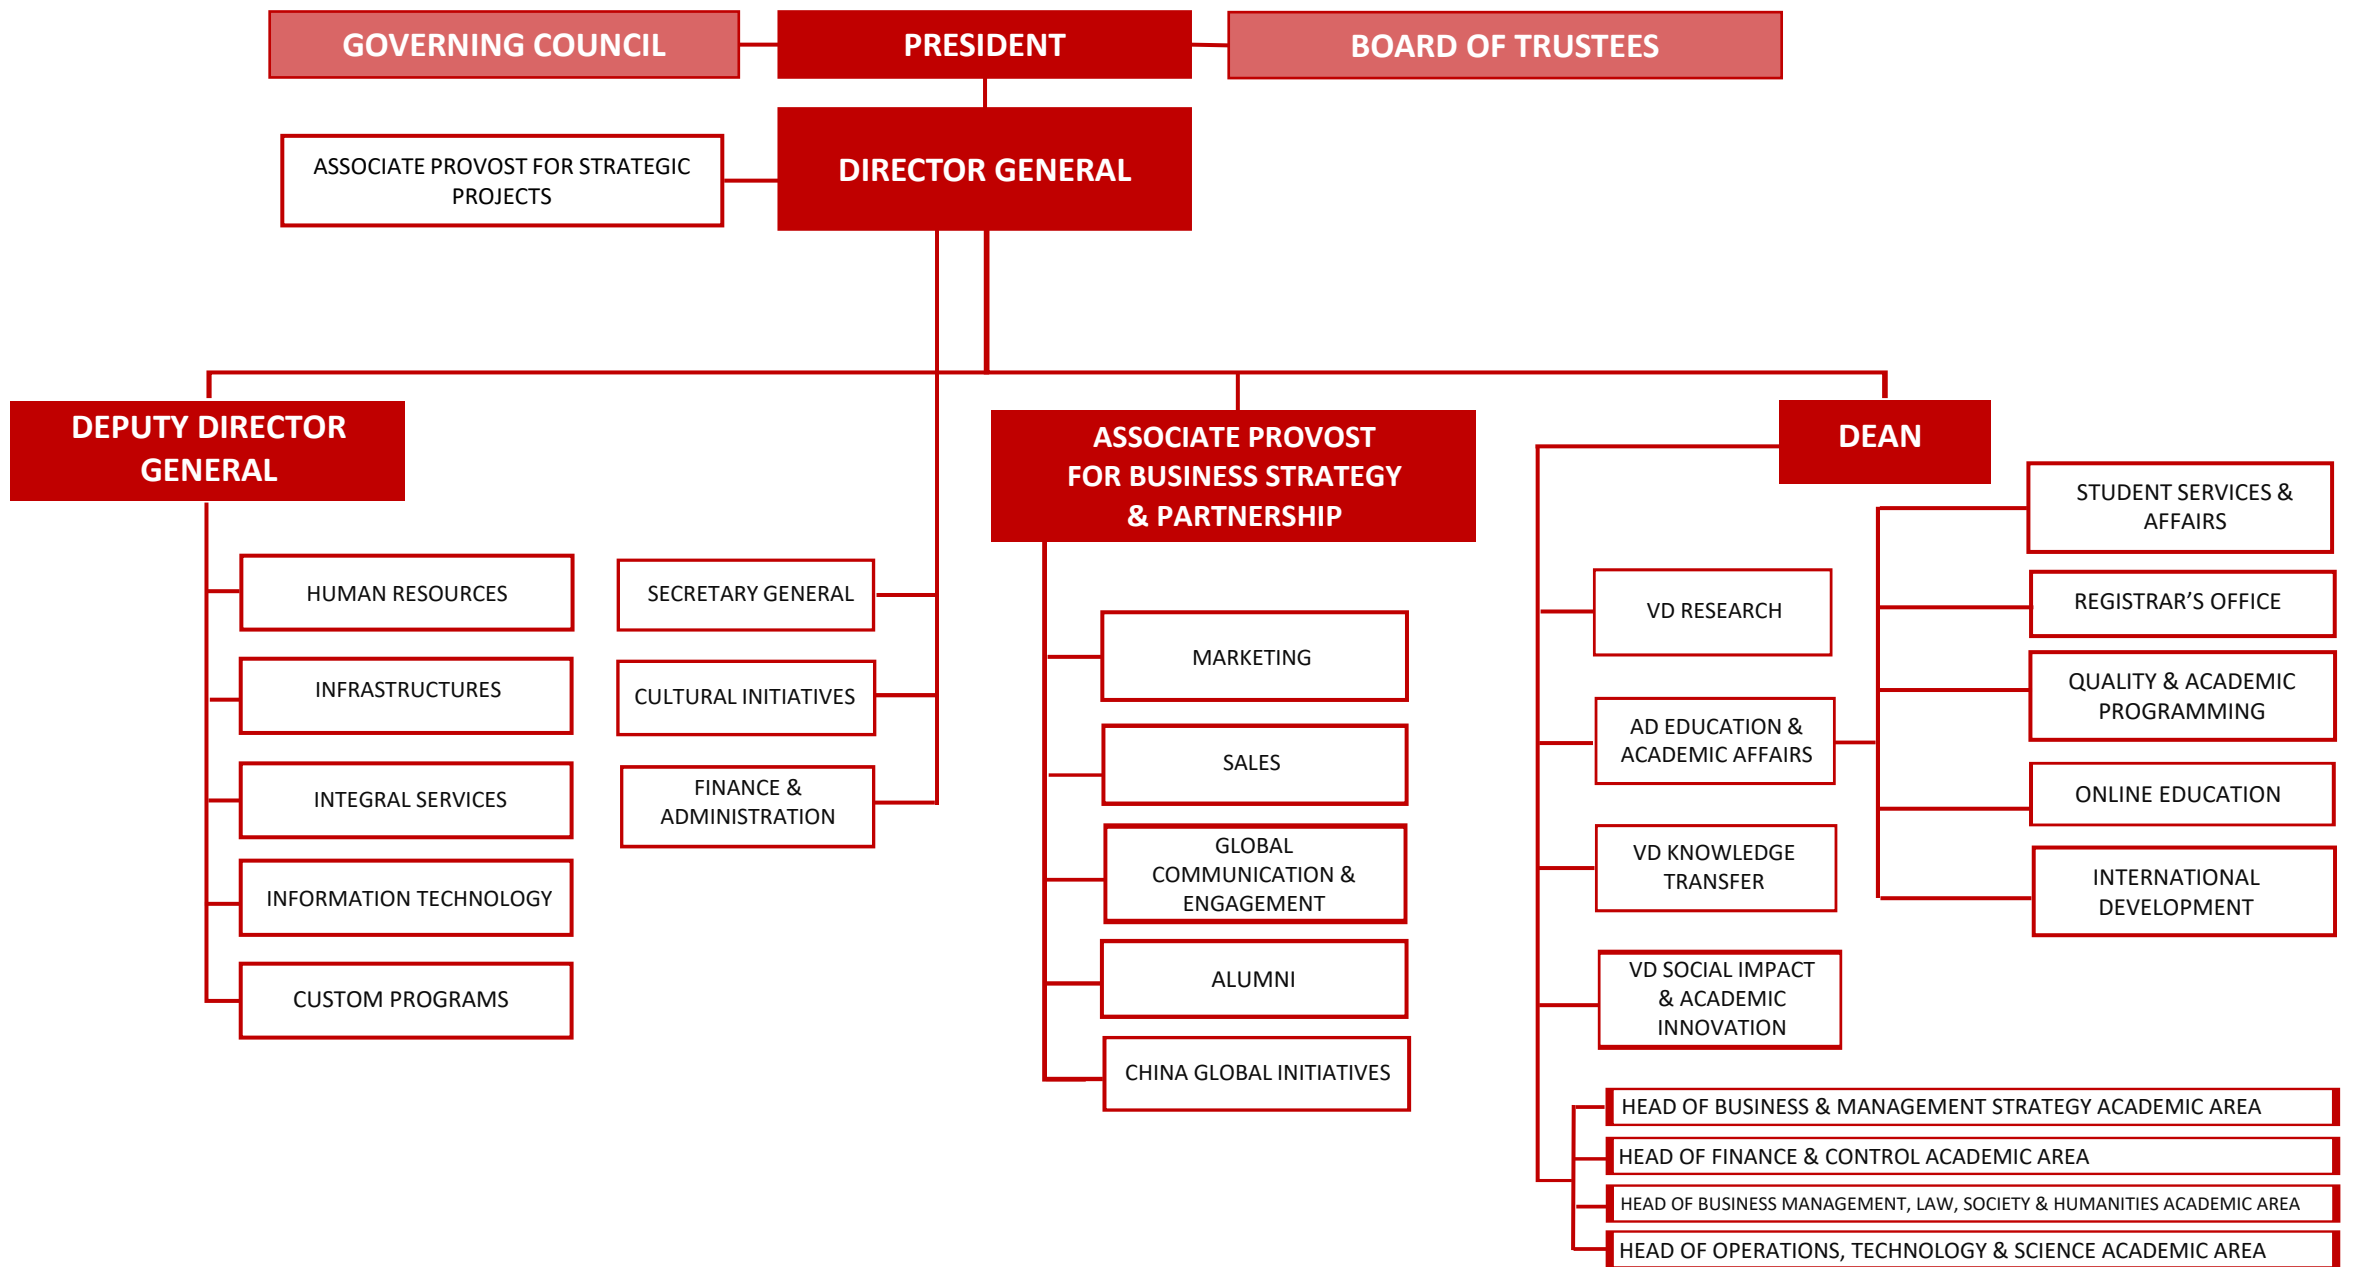 GOVERNING COUNCIL
PRESIDENT
BOARD OF TRUSTEES
ASSOCIATE PROVOST FOR STRATEGIC
PROJECTS
DIRECTOR GENERAL
DEPUTY DIRECTOR
GENERAL
HUMAN RESOURCES
INFRASTRUCTURES
INTEGRAL SERVICES
INFORMATION TECHNOLOGY
CUSTOM PROGRAMS
SECRETARY GENERAL
CULTURAL INITIATIVES
FINANCE &
ADMINISTRATION
ASSOCIATE PROVOST
FOR BUSINESS STRATEGY
& PARTNERSHIP
MARKETING
SALES
GLOBAL
COMMUNICATION &
ENGAGEMENT
ALUMNI
CHINA GLOBAL INITIATIVES
DEAN
VD RESEARCH
AD EDUCATION &
ACADEMIC AFFAIRS
VD KNOWLEDGE
TRANSFER
VD SOCIAL IMPACT
& ACADEMIC
INNOVATION
STUDENT SERVICES &
AFFAIRS
REGISTRAR’S OFFICE
QUALITY & ACADEMIC
PROGRAMMING
ONLINE EDUCATION
INTERNATIONAL
DEVELOPMENT
HEAD OF BUSINESS & MANAGEMENT STRATEGY ACADEMIC AREA
HEAD OF FINANCE & CONTROL ACADEMIC AREA
HEAD OF BUSINESS MANAGEMENT, LAW, SOCIETY & HUMANITIES ACADEMIC AREA
HEAD OF OPERATIONS, TECHNOLOGY & SCIENCE ACADEMIC AREA